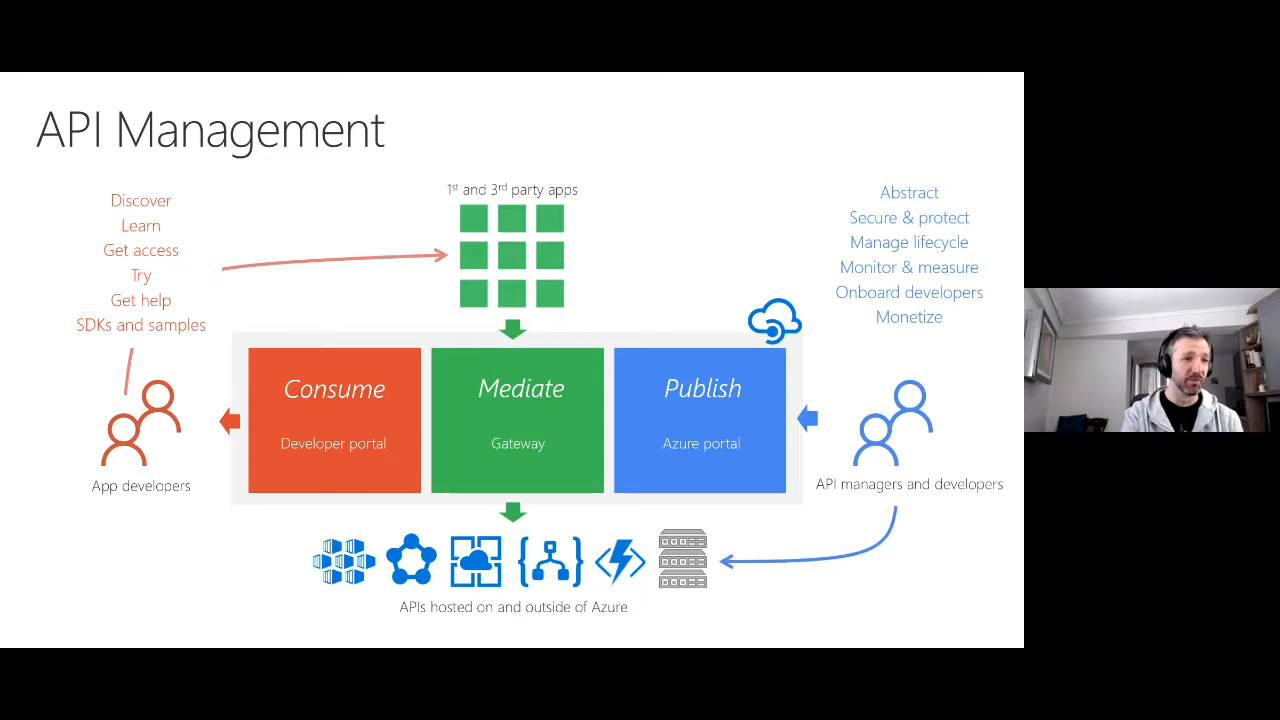 API Management
Discover
Learn
Get access
Try
Get help
SDKs and samples
1st and 3rd party apps
Abstract
Secure & protect
Manage lifecycle
Monitor & measure
Onboard developers
Monetize
Consume
Developer portal
Mediate
Gateway
Publish
Azure portal
App developers
API managers and developers
APIs hosted on and outside of Azure